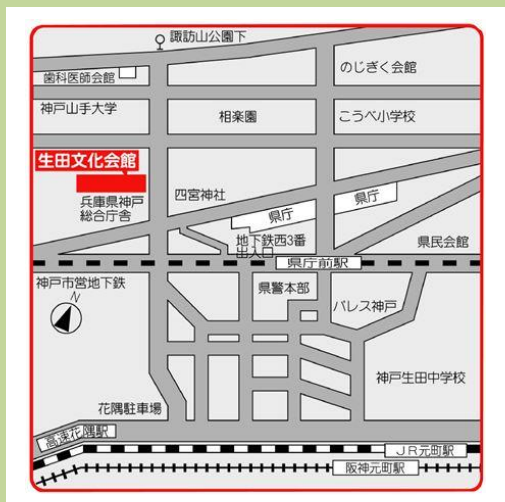 諏訪山公園下
のじぎく会館
歯科医師会館
神戸山手大学
相楽園
こうべ小学校
生田文化会館
兵庫県神戸
総合庁舎
四宮神社
県庁
県庁
地下鉄西3番
出入口
県民会館
県庁前駅
神戸市営地下鉄
N
県警本部
パレス神戸
神戸生田中学校
花隈駐車場
高速花隈駅
JR元町駅
阪神元町駅